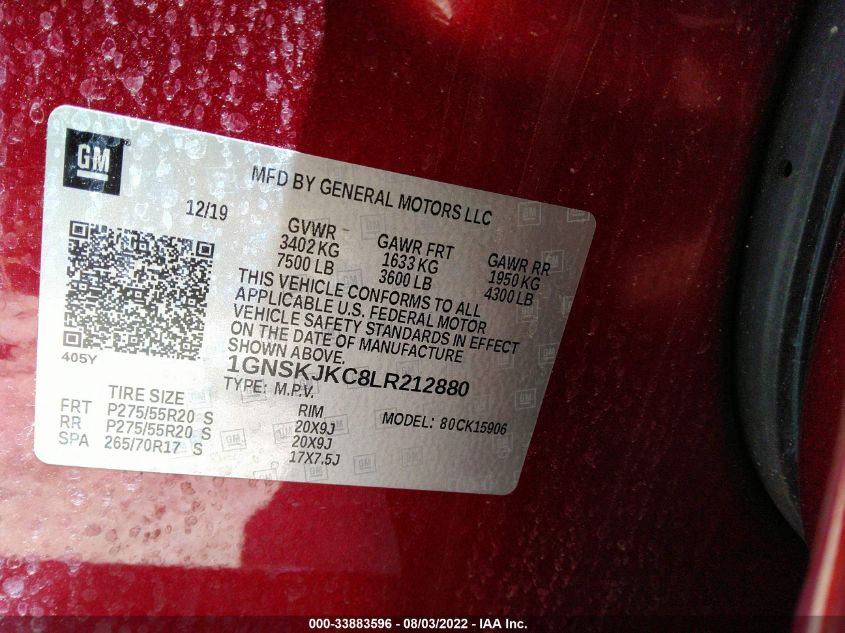 GM
MFD BY GENERAL MOTORS LLC
12/19
GVWR
3402 KG
7500 LB
GAWR FRT
1633 KG
3600 LB
GAWR RR
1950 KG
4300 LB
THIS VEHICLE CONFORMS TO ALL
APPLICABLE U.S. FEDERAL MOTOR
VEHICLE SAFETY STANDARDS IN EFFECT
ON THE DATE OF MANUFACTURE
SHOWN ABOVE.
405Y
1GNSKJKC8LR212880
TYPE: M.P.V.
MODEL: 80CK15906
TIRE SIZE RIM
FRT P275/55R20 S 20X9J
RR P275/55R20 S 20X9J
SPA 265/70R17 S 17X7.5J
000-33883596 - 08/03/2022 - IAA Inc.